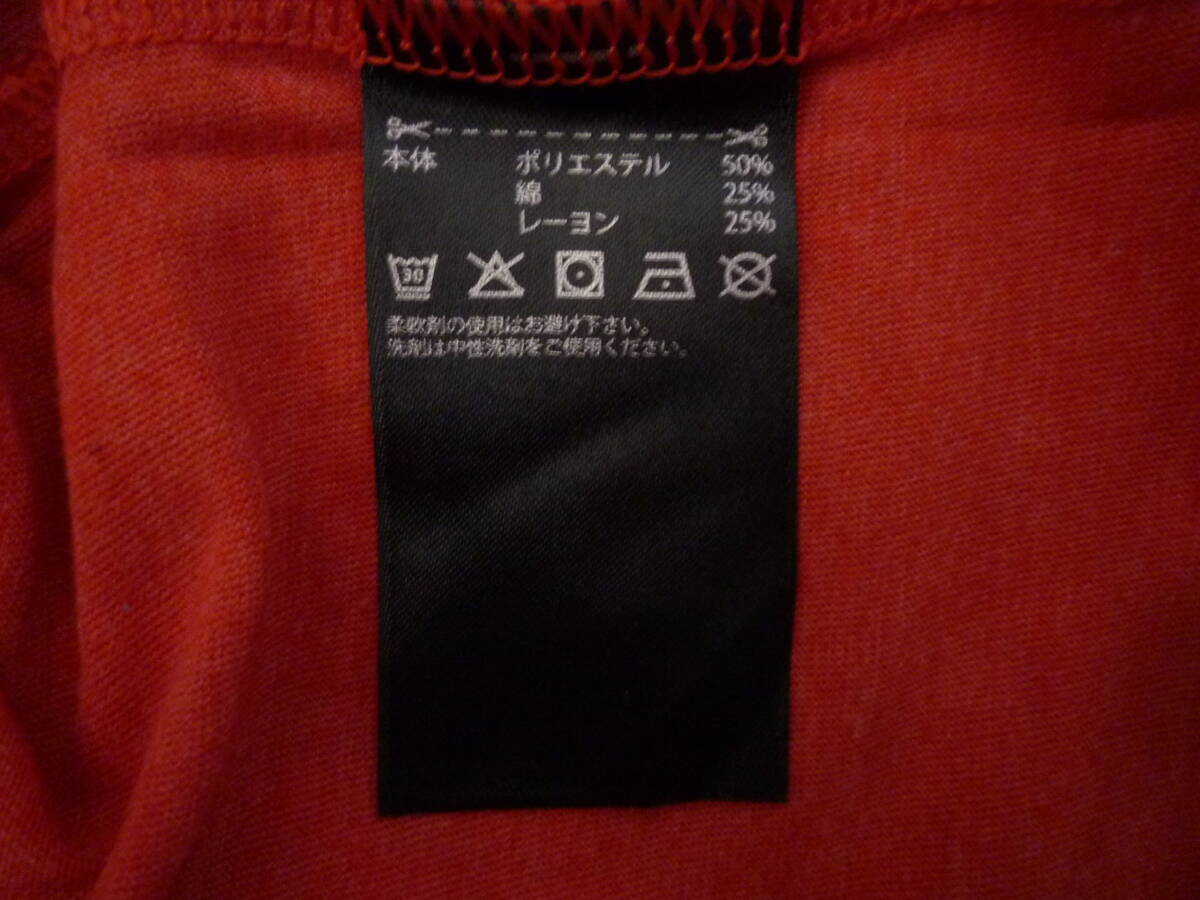 本体 ポリエステル 50%
綿 25%
レーヨン 25%
30
柔軟剤の使用はお避け下さい。
洗剤は中性洗剤をご使用ください。